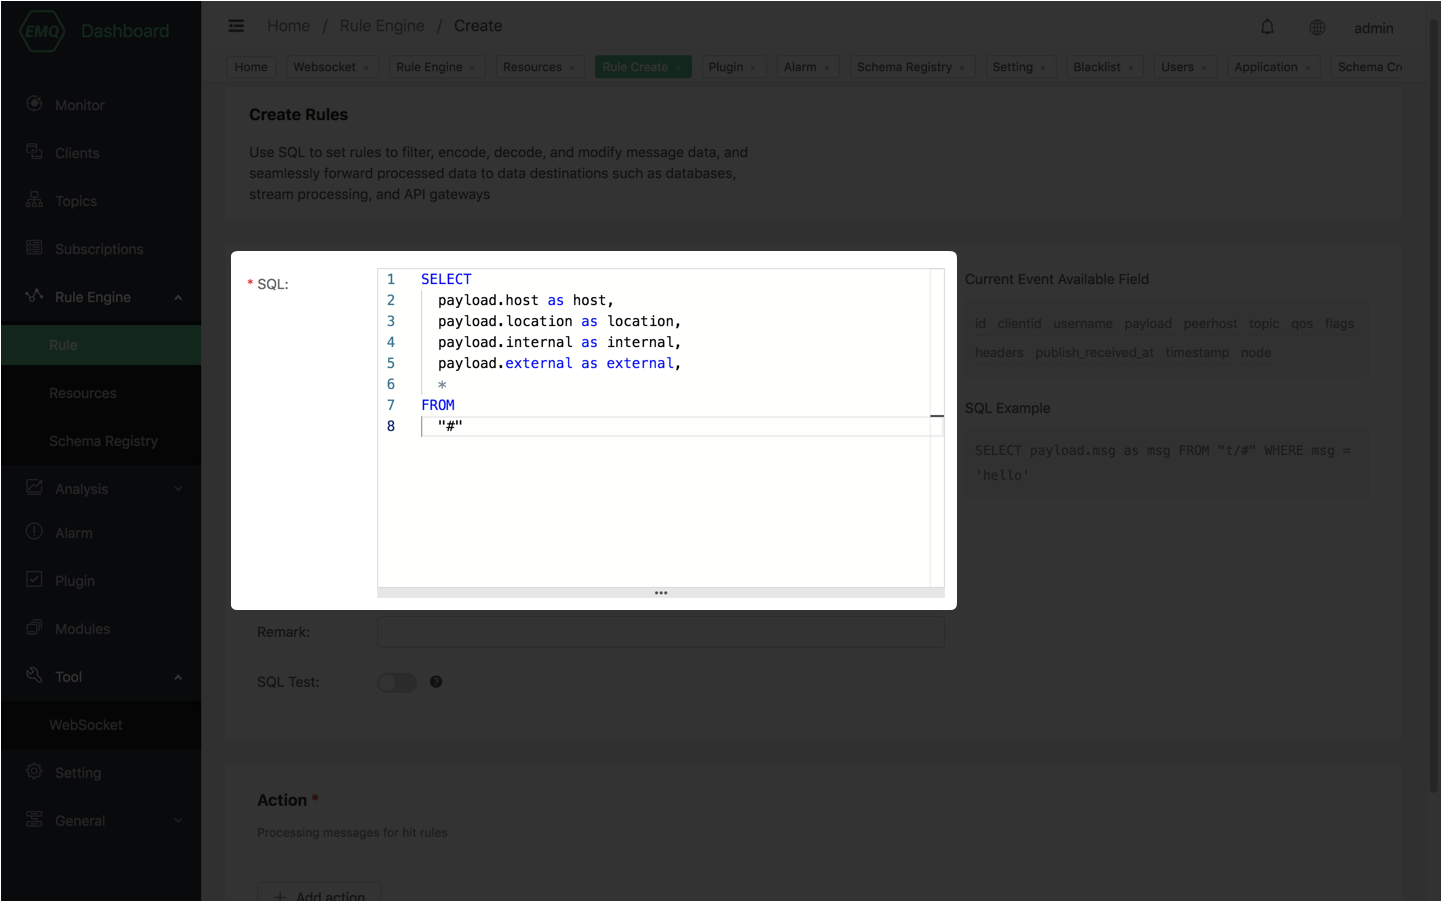 EMQ Dashboard
Home / Rule Engine / Create
admin
Home Websocket × Rule Engine × Resources × Rule Create × Plugin × Alarm × Schema Registry × Setting × Blacklist × Users × Application × Schema Cr
Monitor
Clients
Topics
Subscriptions
Rule Engine
Rule
Resources
Schema Registry
Analysis
Alarm
Plugin
Modules
Tool
WebSocket
Setting
General
Create Rules
Use SQL to set rules to filter, encode, decode, and modify message data, and
seamlessly forward processed data to data destinations such as databases,
stream processing, and API gateways
* SQL:
1 SELECT
2 payload.host as host,
3 payload.location as location,
4 payload.internal as internal,
5 payload.external as external,
6 *
7 FROM
8 "#"
Current Event Available Field
id clientid username payload peerhost topic qos flags
headers publish_received_at timestamp node
SQL Example
SELECT payload.msg as msg FROM "t/#" WHERE msg =
'hello'
Remark:
SQL Test:
Action *
Processing messages for hit rules
+ Add action